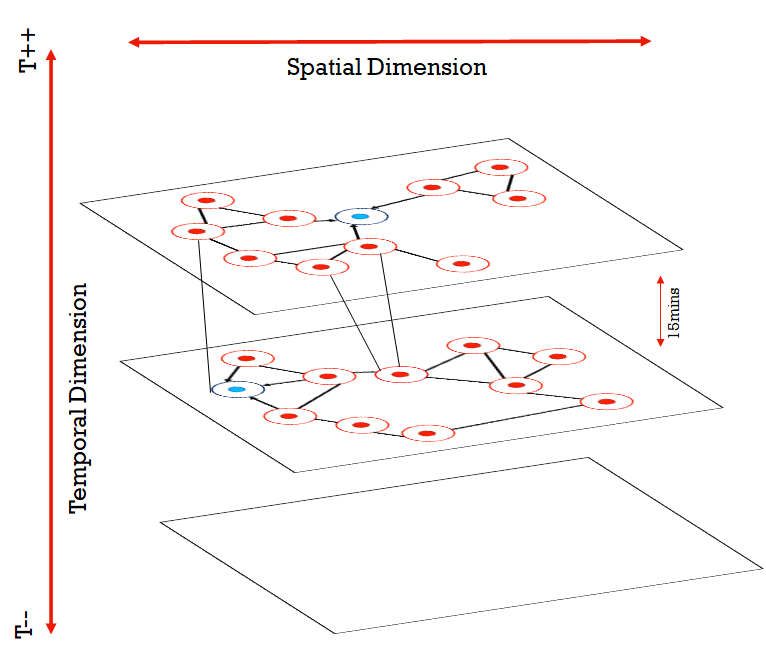 T++
Spatial Dimension
Temporal Dimension
15mins
T--